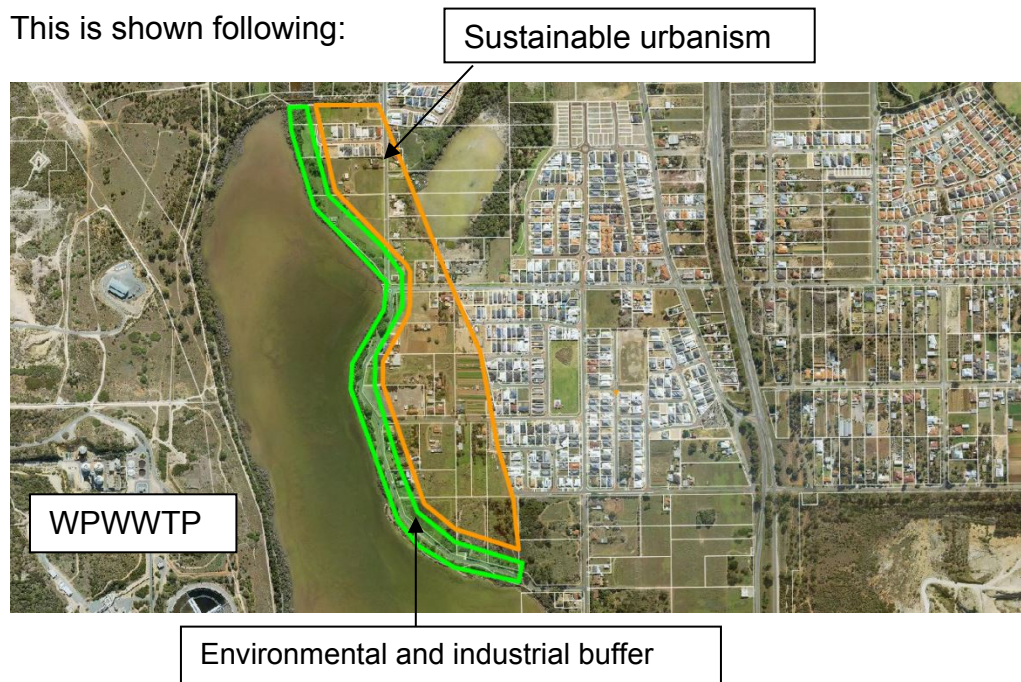 This is shown following:
Sustainable urbanism
WPWWTP
Environmental and industrial buffer